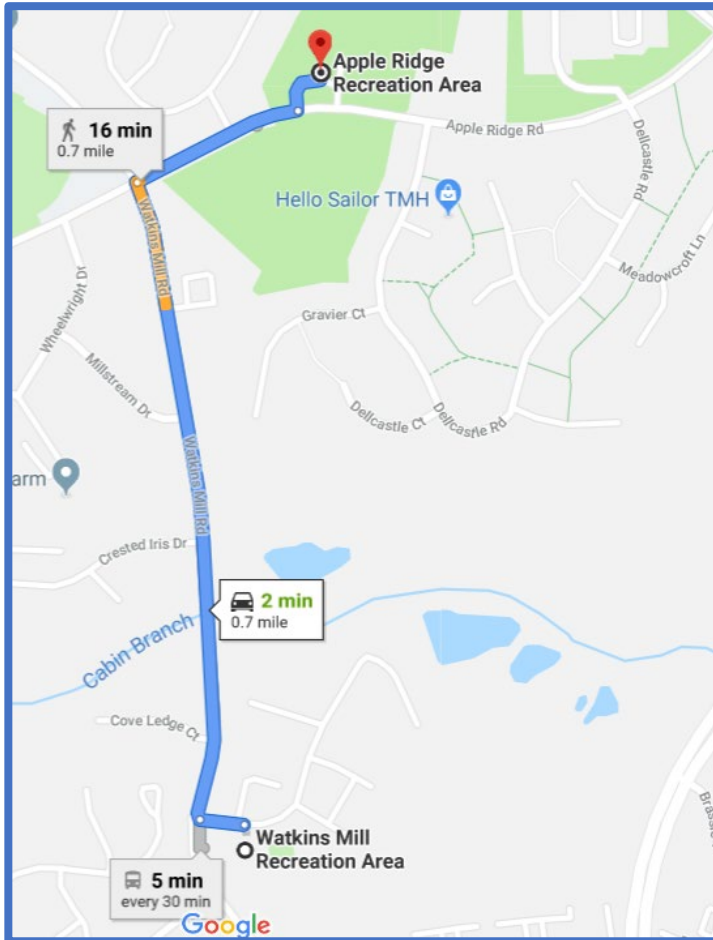 Apple Ridge
Recreation Area
16 min
0.7 mile
Apple Ridge Rd
Dellcastle Rd
Hello Sailor TMH
Watkins Mill Rd
Meadowcroft Ln
Wheelwright Dr
Gravier Ct
Millstream Dr
Dellcastle Ct
Dellcastle Rd
Watkins Mill Rd
arm
Crested Iris Dr
2 min
0.7 mile
Cabin Branch
Cove Ledge Ct
Brassie
Watkins Mill
Recreation Area
5 min
every 30 min
Google